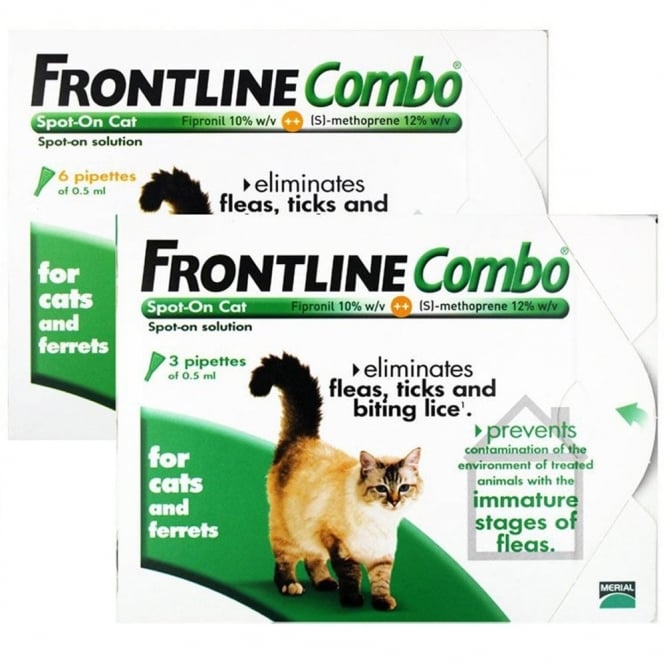 FRONTLINE Combo®
Spot-On Cat Fipronil 10% w/v ++ (S)-methoprene 12% w/v
Spot-on solution
6 pipettes
of 0.5 ml
eliminates
fleas, ticks and
for
cats
and
ferrets
FRONTLINE Combo®
Spot-On Cat Fipronil 10% w/v ++ (S)-methoprene 12% w/v
Spot-on solution
3 pipettes
of 0.5 ml
eliminates
fleas, ticks and
biting lice¹.
prevents
contamination of the
environment of treated
animals with the
immature
stages of
fleas.
for
cats
and
ferrets
MERIAL